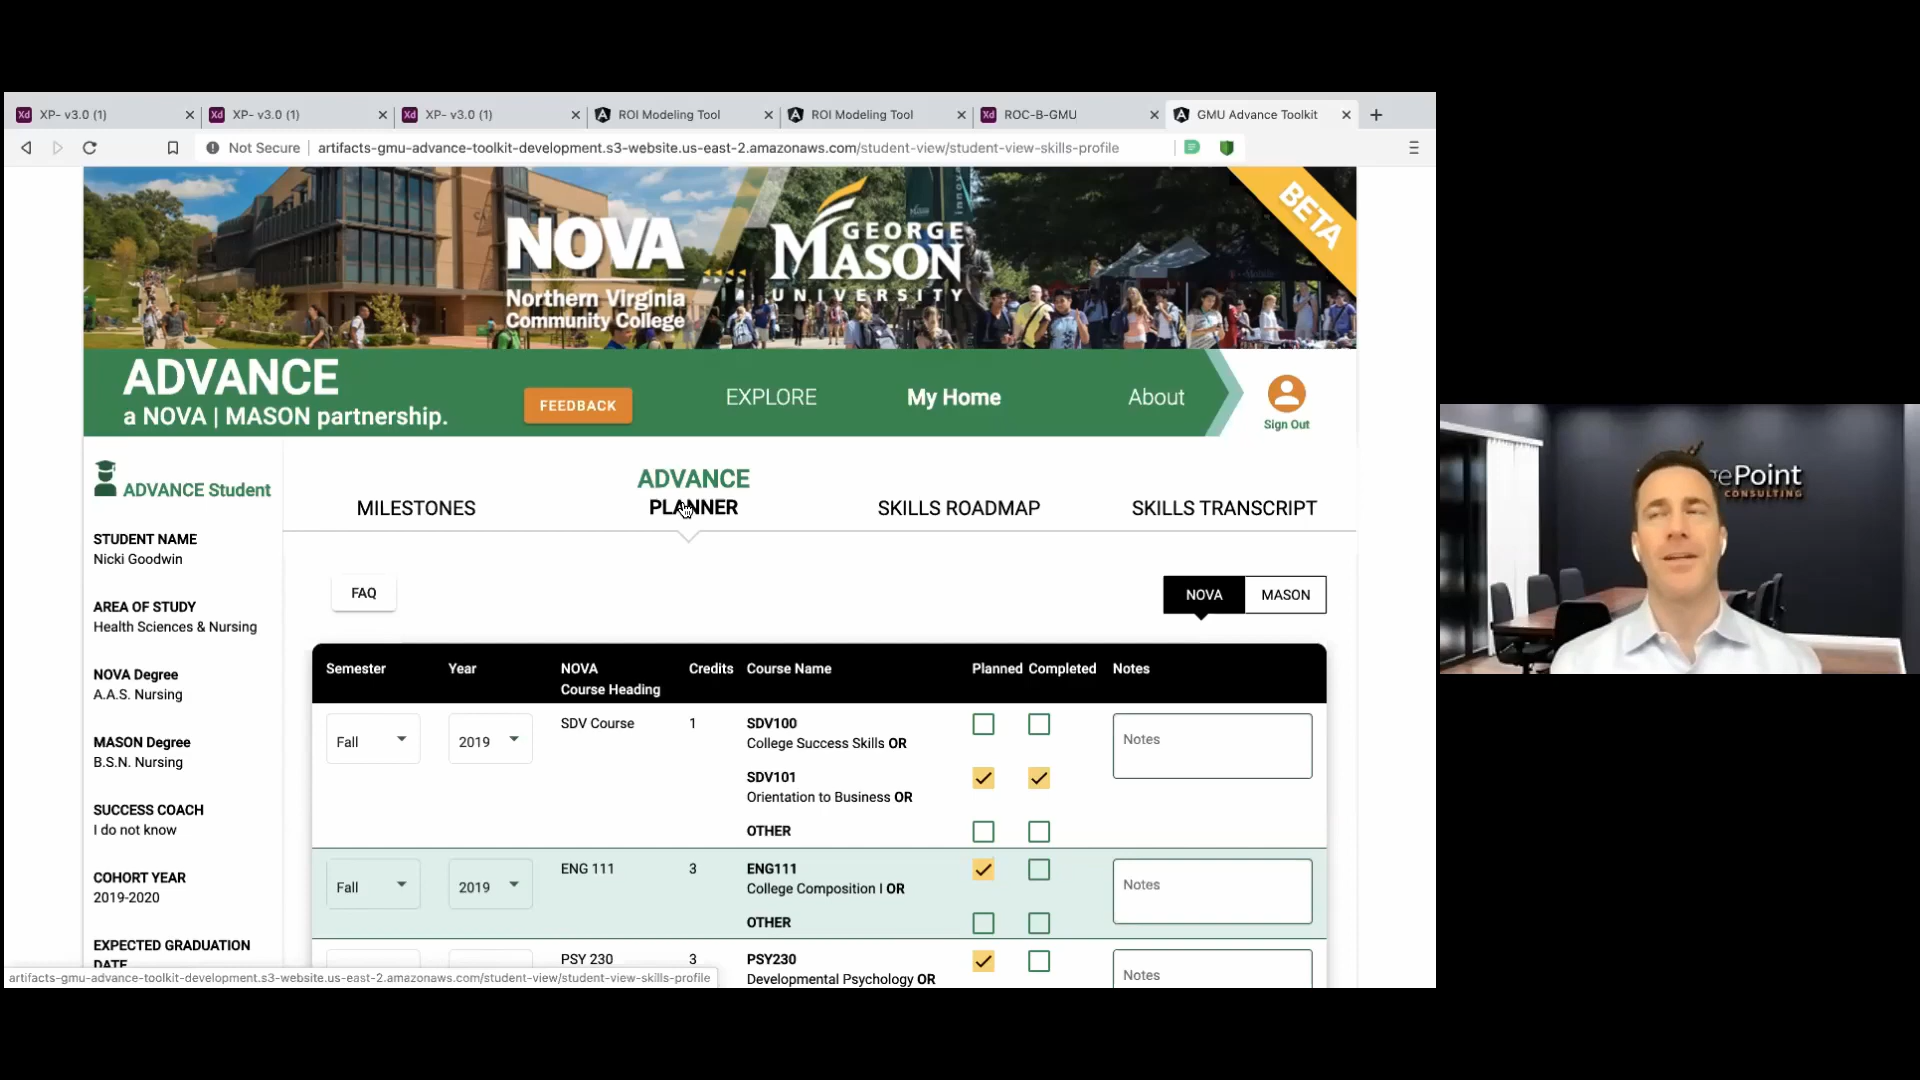 XP- v3.0 (1)
XP- v3.0 (1)
XP- v3.0 (1)
ROI Modeling Tool
ROI Modeling Tool
ROC-B-GMU
GMU Advance Toolkit
Not Secure
artifacts-gmu-advance-toolkit-development.s3-website.us-east-2.amazonaws.com/student-view/student-view-skills-profile
NOVA
Northern Virginia
Community College
GEORGE
MASON
UNIVERSITY
BETA
ADVANCE
a NOVA | MASON partnership.
FEEDBACK
EXPLORE
My Home
About
Sign Out
ADVANCE Student
STUDENT NAME
Nicki Goodwin
AREA OF STUDY
Health Sciences & Nursing
NOVA Degree
A.A.S. Nursing
MASON Degree
B.S.N. Nursing
SUCCESS COACH
I do not know
COHORT YEAR
2019-2020
EXPECTED GRADUATION
DATE
MILESTONES
ADVANCE
PLANNER
SKILLS ROADMAP
SKILLS TRANSCRIPT
FAQ
NOVA
MASON
Semester
Year
NOVA
Course Heading
Credits
Course Name
Planned
Completed
Notes
Fall
2019
SDV Course
1
SDV100
College Success Skills OR
SDV101
Orientation to Business OR
OTHER
Notes
Fall
2019
ENG 111
3
ENG111
College Composition I OR
OTHER
Notes
PSY 230
3
PSY230
Developmental Psychology OR
Notes
artifacts-gmu-advance-toolkit-development.s3-website.us-east-2.amazonaws.com/student-view/student-view-skills-profile
gePoint
CONSULTING